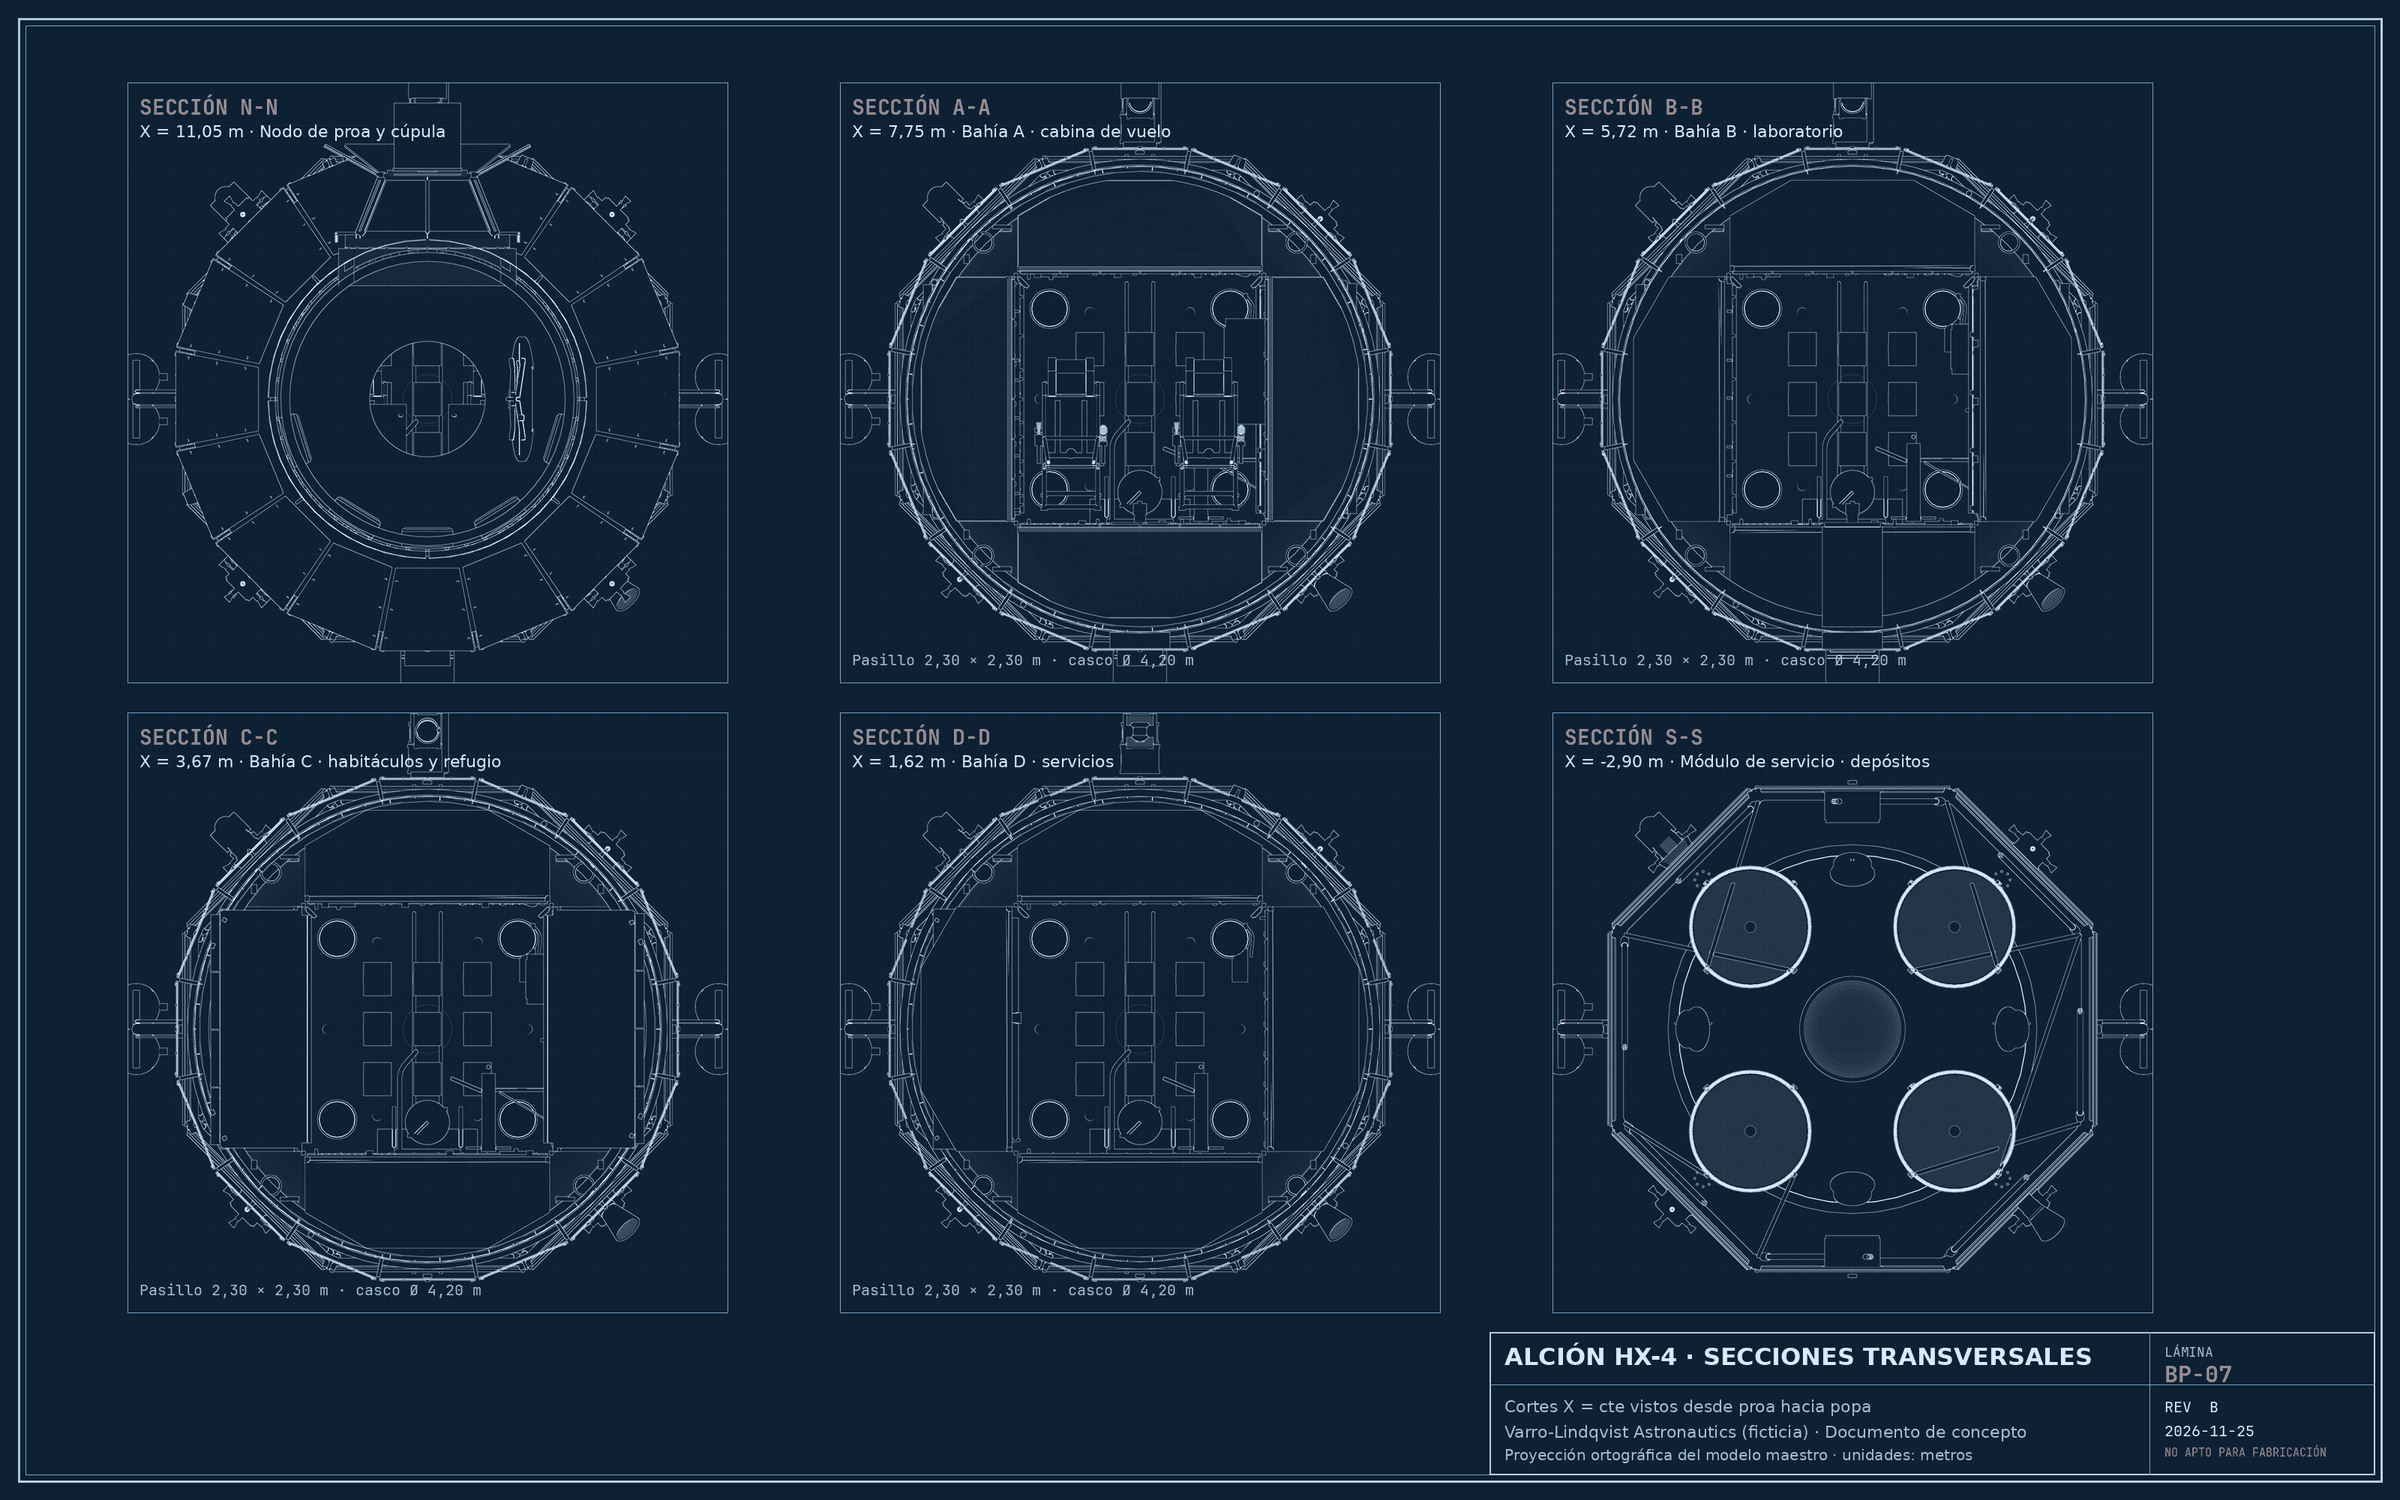 SECCIÓN N-N
X = 11,05 m · Nodo de proa y cúpula
SECCIÓN A-A
X = 7,75 m · Bahía A · cabina de vuelo
Pasillo 2,30 × 2,30 m · casco Ø 4,20 m
SECCIÓN B-B
X = 5,72 m · Bahía B · laboratorio
Pasillo 2,30 × 2,30 m · casco Ø 4,20 m
SECCIÓN C-C
X = 3,67 m · Bahía C · habitáculos y refugio
Pasillo 2,30 × 2,30 m · casco Ø 4,20 m
SECCIÓN D-D
X = 1,62 m · Bahía D · servicios
Pasillo 2,30 × 2,30 m · casco Ø 4,20 m
SECCIÓN S-S
X = -2,90 m · Módulo de servicio · depósitos
ALCIÓN HX-4 · SECCIONES TRANSVERSALES
Cortes X = cte vistos desde proa hacia popa
Varro-Lindqvist Astronautics (ficticia) · Documento de concepto
Proyección ortográfica del modelo maestro · unidades: metros
LÁMINA
BP-07
REV B
2026-11-25
NO APTO PARA FABRICACIÓN